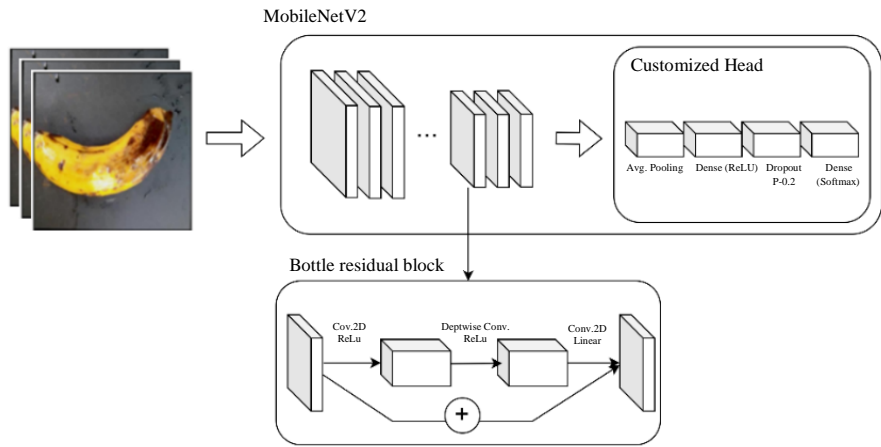 MobileNetV2
Customized Head
Avg. Pooling
Dense (ReLU)
Dropout
P-0.2
Dense
(Softmax)
...
Bottle residual block
Cov.2D
ReLu
Deptwise Conv.
ReLu
Conv.2D
Linear
+